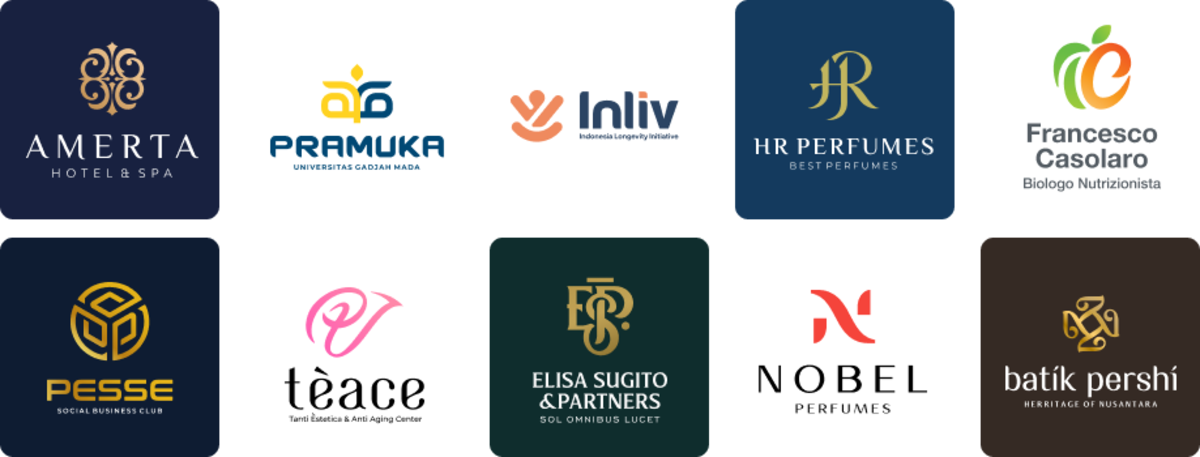 AMERTA
HOTEL & SPA
PRAMUKA
UNIVERSITAS GADJAH MADA
Inliv
Indonesia Longevity Initiative
HR
HR PERFUMES
BEST PERFUMES
Francesco
Casolaro
Biologo Nutrizionista
PESSE
SOCIAL BUSINESS CLUB
tèace
Tanti Èstetica & Anti Aging Center
ESP.
ELISA SUGITO
&PARTNERS
SOL OMNIBUS LUCET
N
NOBEL
PERFUMES
batík pershí
HERRITAGE OF NUSANTARA